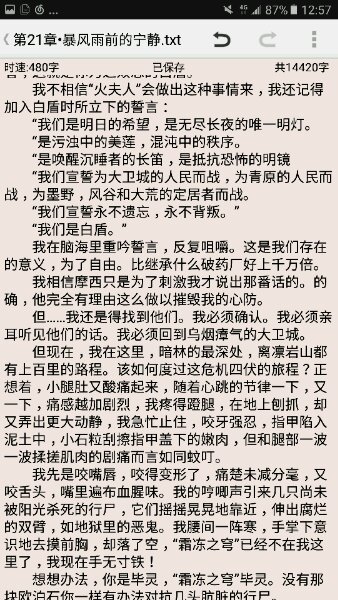 4G 87% 12:57
第21章•暴风雨前的宁静.txt
时速:480字 已保存 共14420字
我不相信“火夫人”会做出这种事情来，我还记得
加入白盾时所立下的誓言：
“我们是明日的希望，是无尽长夜的唯一明灯。
“是污浊中的美莲，混沌中的秩序。
“是唤醒沉睡者的长笛，是抵抗恐怖的明镜
“我们宣誓为大卫城的人民而战，为青原的人民而
战，为墨野，风谷和大荒的定居者而战。
“我们宣誓永不遗忘，永不背叛。”
“我们是白盾。”
我在脑海里重吟誓言，反复咀嚼。这是我们存在
的意义，为了自由。比继承什么破药厂好上千万倍。
我相信摩西只是为了刺激我才说出那番话的。的
确，他完全有理由这么做以摧毁我的防心。
但……我还是得找到他们。我必须确认。我必须亲
耳听见他们的话。我必须回到乌烟瘴气的大卫城。
但现在，我在这里，暗林的最深处，离凛岩山都
有上百里的路程。该如何度过这危机四伏的旅程？正
想着，小腿肚又酸痛起来，随着心跳的节律一下，又
一下，痛感越加剧烈，我疼得蹬腿，在地上刨抓，却
又弄出更大动静，我急忙止住，咬牙强忍，指甲陷入
泥土中，小石粒刮擦指甲盖下的嫩肉，但和腿部一波
一波揉搓肌肉的剧痛而言如同蚊叮。
我先是咬嘴唇，咬得变形了，痛楚未减分毫，又
咬舌头，嘴里遍布血腥味。我的哼唧声引来几只尚未
被阳光杀死的行尸，它们摇摇晃晃地靠近，伸出腐烂
的双臂，如地狱里的恶鬼。我腰间一阵寒，手掌下意
识地去摸前胸，却落了空，“霜冻之穹”已经不在我这
里了，我现在手无寸铁！
想想办法，你是毕灵，“霜冻之穹”毕灵。没有那
块欧泊石你一样有办法对抗几头肮脏的行尸。